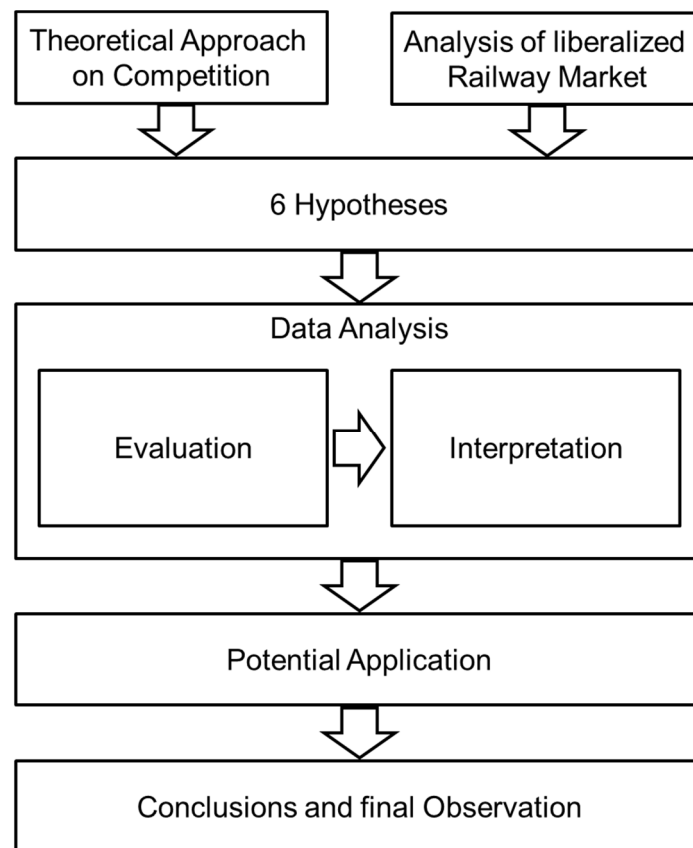 Theoretical Approach
on Competition
Analysis of liberalized
Railway Market
6 Hypotheses
Data Analysis
Evaluation
Interpretation
Potential Application
Conclusions and final Observation